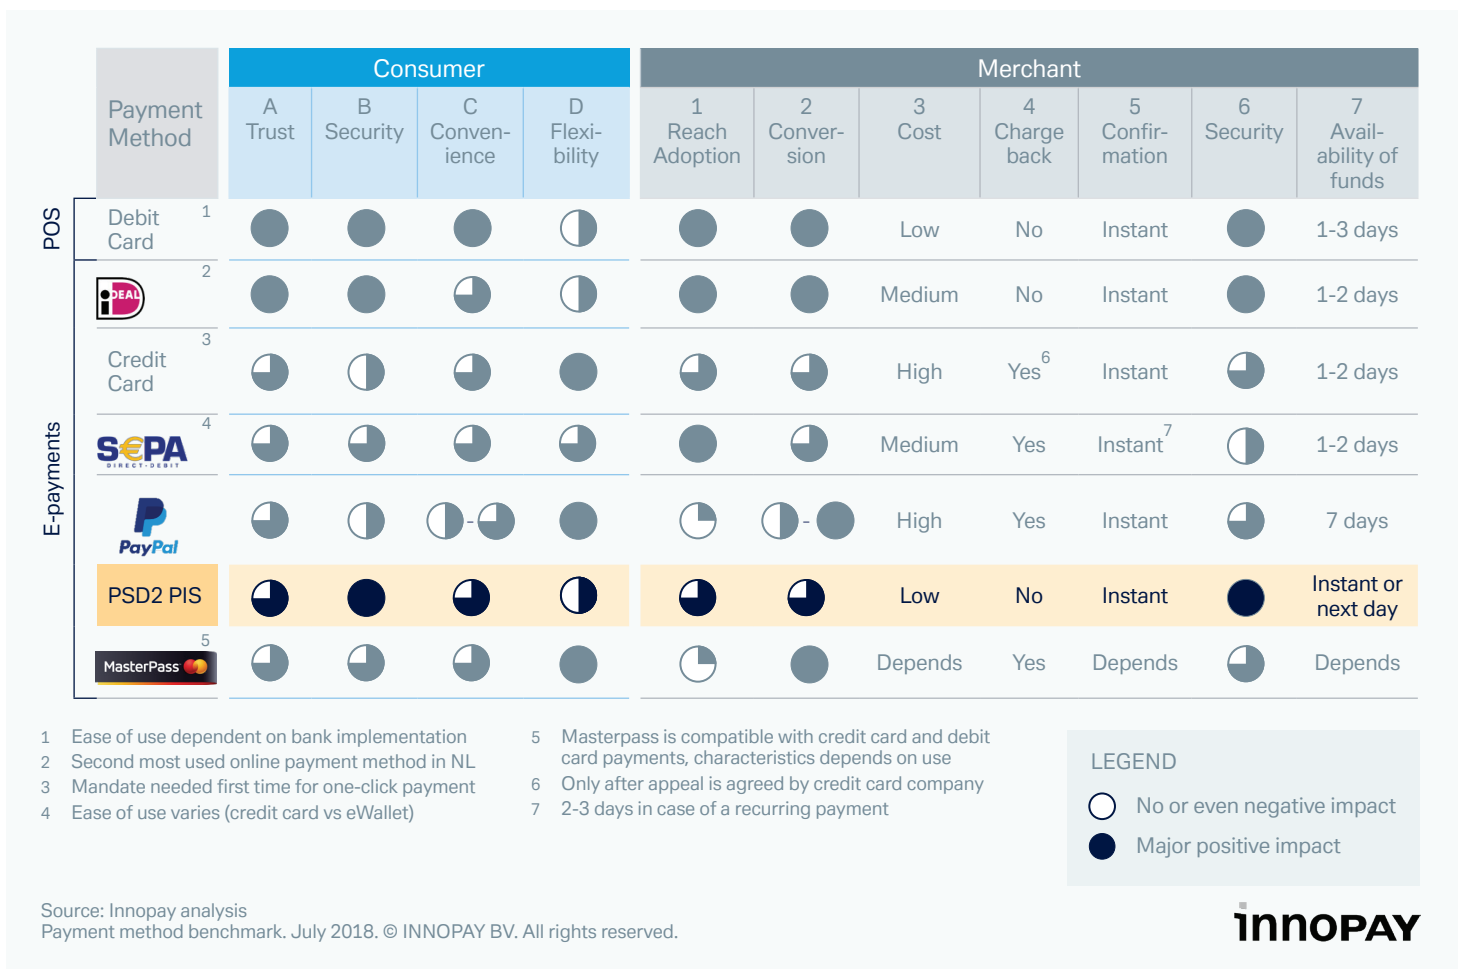 Consumer
Merchant
Payment
Method
A
Trust
B
Security
C
Conven-
ience
D
Flexi-
bility
1
Reach
Adoption
2
Conver-
sion
3
Cost
4
Charge
back
5
Confir-
mation
6
Security
7
Avail-
ability of
funds
POS
Debit
Card
1
Low
No
Instant
1-3 days
E-payments
iDEAL
2
Medium
No
Instant
1-2 days
Credit
Card
3
High
Yes 6
Instant
1-2 days
S€PA
DIRECT-DEBIT
4
Medium
Yes
Instant 7
1-2 days
PayPal
-
-
High
Yes
Instant
7 days
PSD2 PIS
Low
No
Instant
Instant or
next day
MasterPass
5
Depends
Yes
Depends
Depends
1 Ease of use dependent on bank implementation
2 Second most used online payment method in NL
3 Mandate needed first time for one-click payment
4 Ease of use varies (credit card vs eWallet)
5 Masterpass is compatible with credit card and debit
card payments, characteristics depends on use
6 Only after appeal is agreed by credit card company
7 2-3 days in case of a recurring payment
LEGEND
No or even negative impact
Major positive impact
Source: Innopay analysis
Payment method benchmark. July 2018. © INNOPAY BV. All rights reserved.
innopay